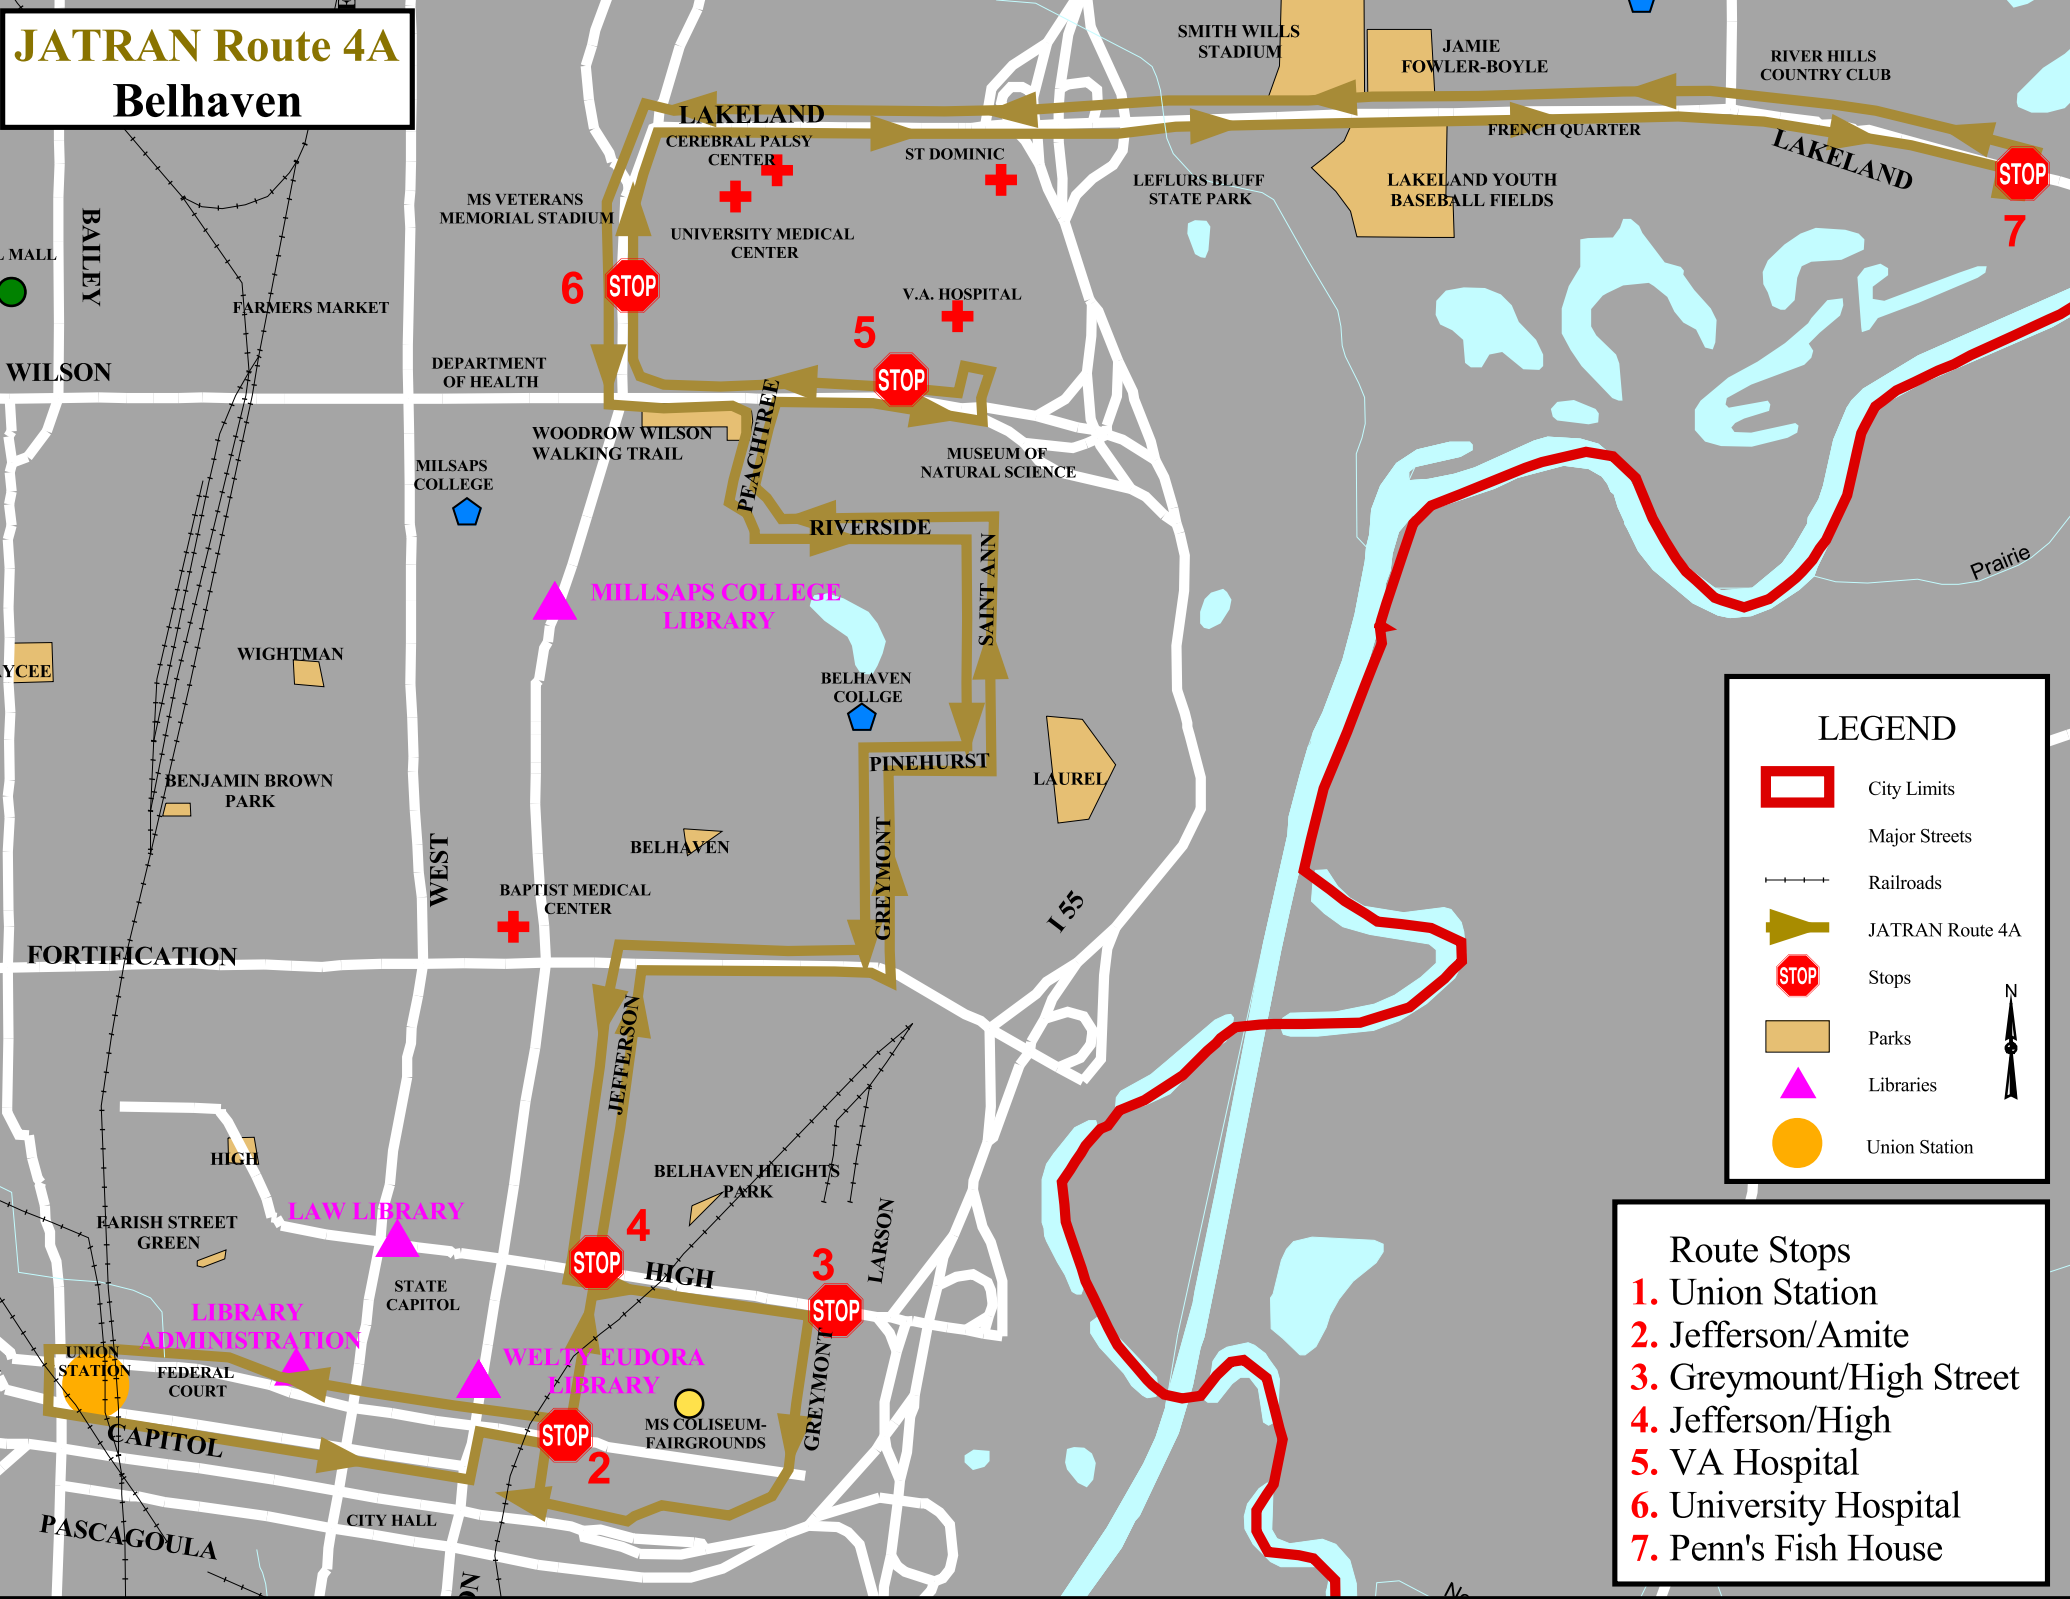 JATRAN Route 4A
Belhaven
SMITH WILLS
STADIUM
JAMIE
FOWLER-BOYLE
RIVER HILLS
COUNTRY CLUB
LAKELAND
CEREBRAL PALSY
CENTER
ST DOMINIC
FRENCH QUARTER
LAKELAND
STOP
7
MS VETERANS
MEMORIAL STADIUM
LEFLURS BLUFF
STATE PARK
LAKELAND YOUTH
BASEBALL FIELDS
UNIVERSITY MEDICAL
CENTER
BAILEY
L MALL
6
STOP
V.A. HOSPITAL
FARMERS MARKET
5
STOP
WILSON
DEPARTMENT
OF HEALTH
PEACHTREE
WOODROW WILSON
WALKING TRAIL
MUSEUM OF
NATURAL SCIENCE
MILSAPS
COLLEGE
RIVERSIDE
SAINT ANN
Prairie
MILLSAPS COLLEGE
LIBRARY
WIGHTMAN
YCEE
BELHAVEN
COLLGE
PINEHURST
LAUREL
BENJAMIN BROWN
PARK
BELHAVEN
GREYMONT
WEST
BAPTIST MEDICAL
CENTER
I 55
FORTIFICATION
JEFFERSON
HIGH
BELHAVEN HEIGHTS
PARK
LAW LIBRARY
FARISH STREET
GREEN
4
STOP
HIGH
3
STOP
LARSON
STATE
CAPITOL
LIBRARY
ADMINISTRATION
UNION
STATION
FEDERAL
COURT
WELTY EUDORA
LIBRARY
GREYMONT
MS COLISEUM-
FAIRGROUNDS
STOP
2
CAPITOL
CITY HALL
PASCAGOULA
ON
LEGEND
City Limits
Major Streets
Railroads
JATRAN Route 4A
STOP
Stops
N
Parks
Libraries
Union Station
Route Stops
1. Union Station
2. Jefferson/Amite
3. Greymount/High Street
4. Jefferson/High
5. VA Hospital
6. University Hospital
7. Penn's Fish House